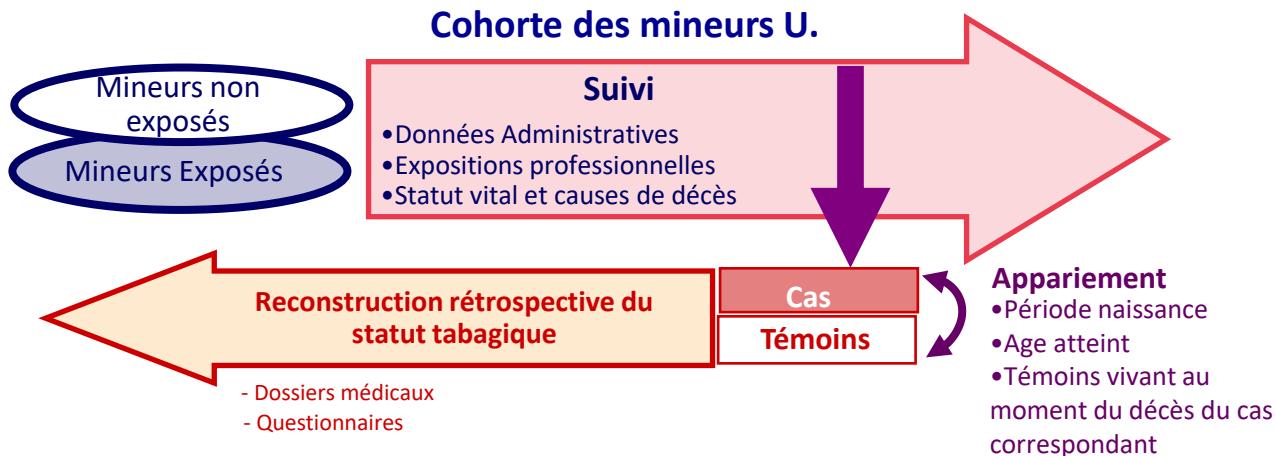 Cohorte des mineurs U.
Mineurs non
exposés
Mineurs Exposés
Suivi
•Données Administratives
•Expositions professionnelles
•Statut vital et causes de décès
Reconstruction rétrospective du
statut tabagique
- Dossiers médicaux
- Questionnaires
Cas
Témoins
Appariement
•Période naissance
•Age atteint
•Témoins vivant au
moment du décès du cas
correspondant